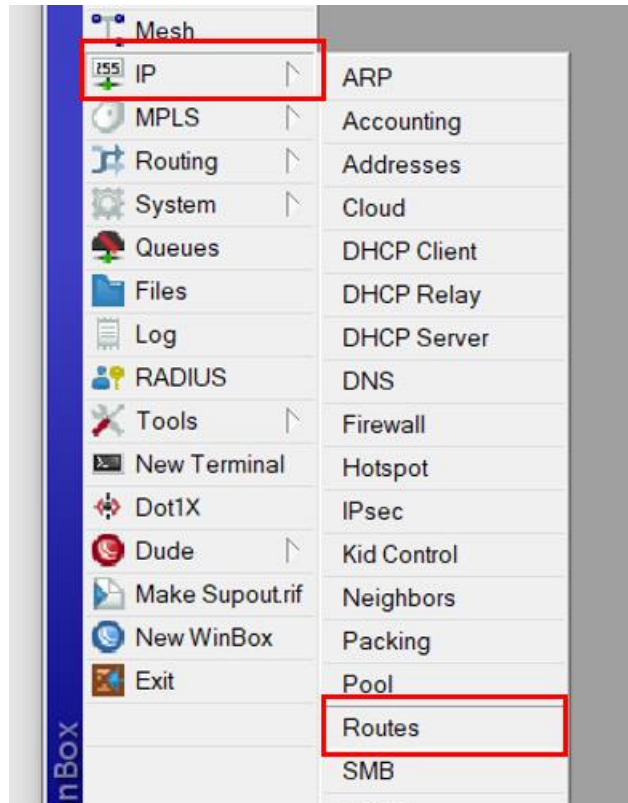 Mesh
255
IP
MPLS
Routing
System
Queues
Files
Log
RADIUS
Tools
New Terminal
Dot1X
Dude
Make Supout.rif
New WinBox
Exit
ARP
Accounting
Addresses
Cloud
DHCP Client
DHCP Relay
DHCP Server
DNS
Firewall
Hotspot
IPsec
Kid Control
Neighbors
Packing
Pool
Routes
SMB
nBox